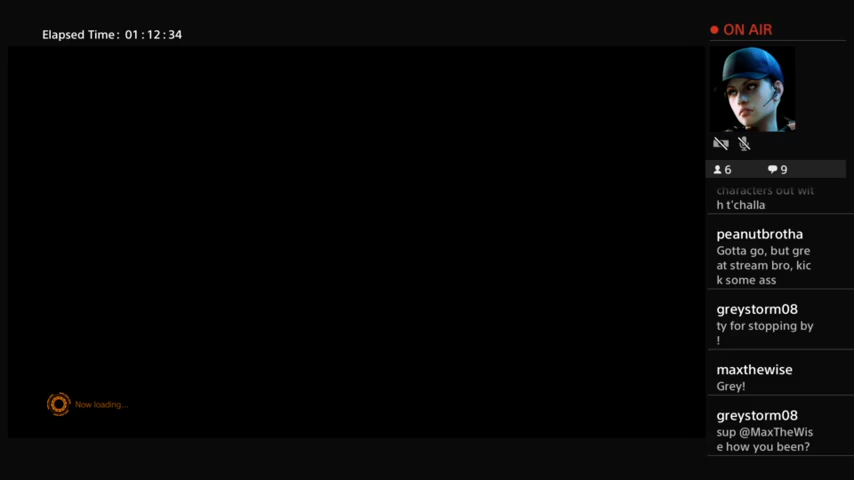 Elapsed Time: 01:12:34
ON AIR
6 9
characters out wit
h t'challa
peanutbrotha
Gotta go, but gre
at stream bro, kic
k some ass
greystorm08
ty for stopping by
!
maxthewise
Grey!
greystorm08
sup @MaxTheWis
e how you been?
Now loading...